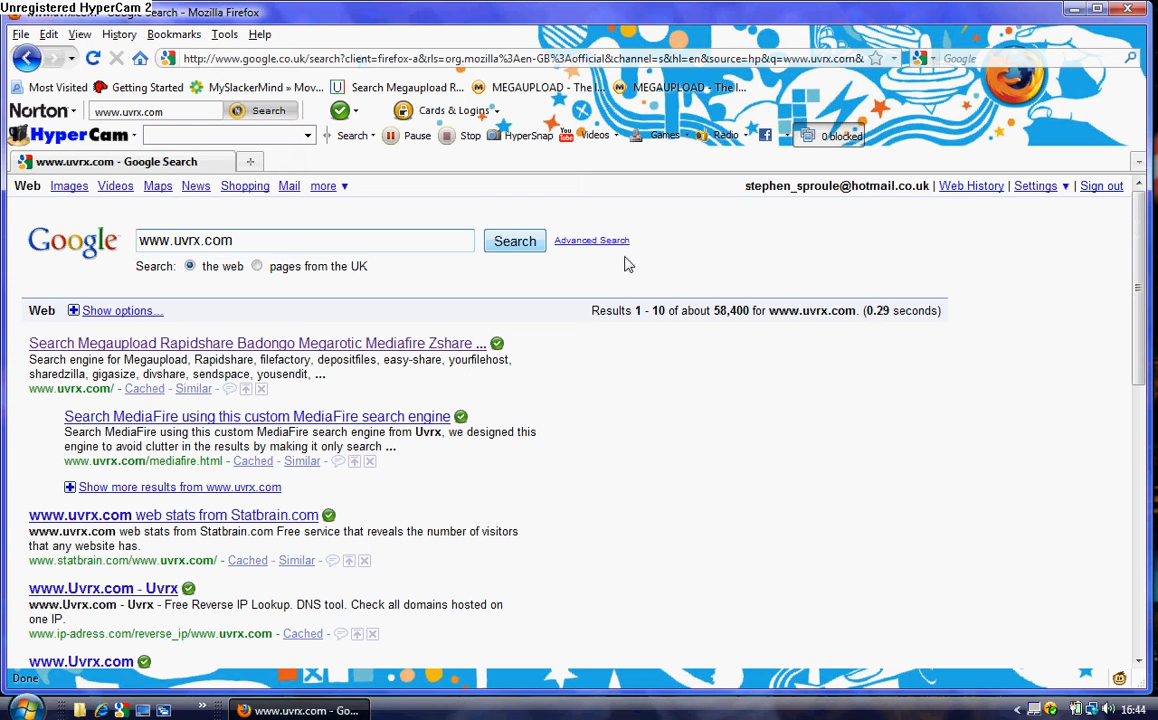 Unregistered HyperCam 2
Google Search - Mozilla Firefox
File Edit View History Bookmarks Tools Help
http://www.google.co.uk/search?client=firefox-a&rls=org.mozilla%3Aen-GB%3Aofficial&channel=s&hl=en&source=hp&q=www.uvrx.com&
Google
Most Visited Getting Started MySlackerMind » Mov... Search Megaupload R... MEGAUPLOAD - The l... MEGAUPLOAD - The l...
Norton www.uvrx.com Search Cards & Logins
HyperCam Search Pause Stop HyperSnap Videos Games Radio 0 blocked
www.uvrx.com - Google Search
Web Images Videos Maps News Shopping Mail more ▼
stephen_sproule@hotmail.co.uk | Web History | Settings ▼ | Sign out
Google www.uvrx.com Search Advanced Search
Search: the web pages from the UK
Web Show options... Results 1 - 10 of about 58,400 for www.uvrx.com. (0.29 seconds)
Search Megaupload Rapidshare Badongo Megarotic Mediafire Zshare ...
Search engine for Megaupload, Rapidshare, filefactory, depositfiles, easy-share, yourfilehost,
sharedzilla, gigasize, divshare, sendspace, yousendit, ...
www.uvrx.com/ - Cached - Similar -
Search MediaFire using this custom MediaFire search engine
Search MediaFire using this custom MediaFire search engine from Uvrx, we designed this
engine to avoid clutter in the results by making it only search ...
www.uvrx.com/mediafire.html - Cached - Similar -
Show more results from www.uvrx.com
www.uvrx.com web stats from Statbrain.com
www.uvrx.com web stats from Statbrain.com Free service that reveals the number of visitors
that any website has.
www.statbrain.com/www.uvrx.com/ - Cached - Similar -
www.Uvrx.com - Uvrx
www.Uvrx.com - Uvrx - Free Reverse IP Lookup. DNS tool. Check all domains hosted on
one IP.
www.ip-adress.com/reverse_ip/www.uvrx.com - Cached -
www.Uvrx.com
Done
www.uvrx.com - Go...
16:44